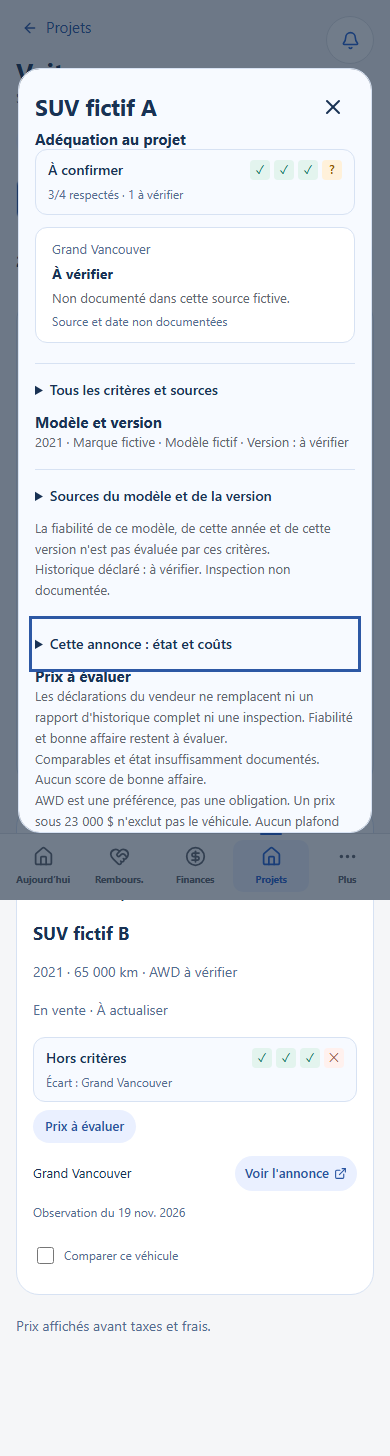 Projets
SUV fictif A
Adéquation au projet
À confirmer ✓ ✓ ✓ ?
3/4 respectés · 1 à vérifier
Grand Vancouver
À vérifier
Non documenté dans cette source fictive.
Source et date non documentées
Tous les critères et sources
Modèle et version
2021 · Marque fictive · Modèle fictif · Version : à vérifier
Sources du modèle et de la version
La fiabilité de ce modèle, de cette année et de cette
version n'est pas évaluée par ces critères.
Historique déclaré : à vérifier. Inspection non
documentée.
Cette annonce : état et coûts
Prix à évaluer
Les déclarations du vendeur ne remplacent ni un
rapport d'historique complet ni une inspection. Fiabilité
et bonne affaire restent à évaluer.
Comparables et état insuffisamment documentés.
Aucun score de bonne affaire.
AWD est une préférence, pas une obligation. Un prix
sous 23 000 $ n'exclut pas le véhicule. Aucun plafond
Aujourd'hui
Rembours.
Finances
Projets
Plus
SUV fictif B
2021 · 65 000 km · AWD à vérifier
En vente · À actualiser
Hors critères ✓ ✓ ✓ ✕
Écart : Grand Vancouver
Prix à évaluer
Grand Vancouver
Voir l'annonce
Observation du 19 nov. 2026
Comparer ce véhicule
Prix affichés avant taxes et frais.